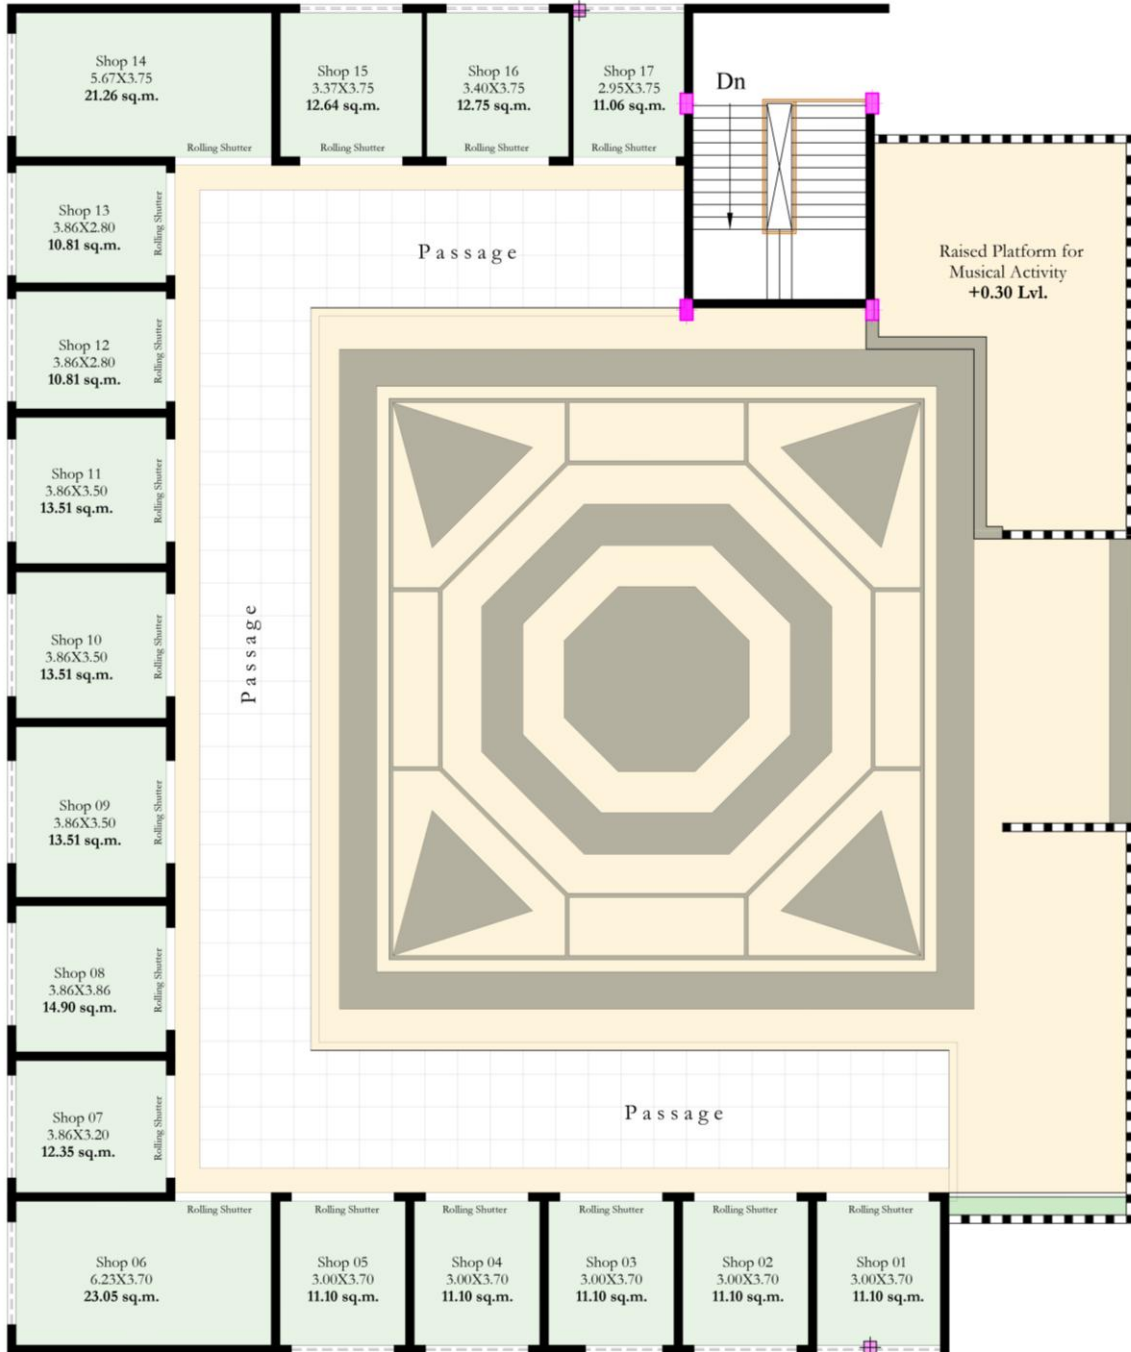 Shop 14
5.67X3.75
21.26 sq.m.
Rolling Shutter
Shop 15
3.37X3.75
12.64 sq.m.
Rolling Shutter
Shop 16
3.40X3.75
12.75 sq.m.
Rolling Shutter
Shop 17
2.95X3.75
11.06 sq.m.
Rolling Shutter
Dn
Shop 13
3.86X2.80
10.81 sq.m.
Rolling Shutter
Passage
Raised Platform for
Musical Activity
+0.30 Lvl.
Shop 12
3.86X2.80
10.81 sq.m.
Rolling Shutter
Shop 11
3.86X3.50
13.51 sq.m.
Rolling Shutter
Shop 10
3.86X3.50
13.51 sq.m.
Rolling Shutter
Passage
Shop 09
3.86X3.50
13.51 sq.m.
Rolling Shutter
Shop 08
3.86X3.86
14.90 sq.m.
Rolling Shutter
Shop 07
3.86X3.20
12.35 sq.m.
Rolling Shutter
Passage
Rolling Shutter
Shop 06
6.23X3.70
23.05 sq.m.
Rolling Shutter
Shop 05
3.00X3.70
11.10 sq.m.
Rolling Shutter
Shop 04
3.00X3.70
11.10 sq.m.
Rolling Shutter
Shop 03
3.00X3.70
11.10 sq.m.
Rolling Shutter
Shop 02
3.00X3.70
11.10 sq.m.
Rolling Shutter
Shop 01
3.00X3.70
11.10 sq.m.